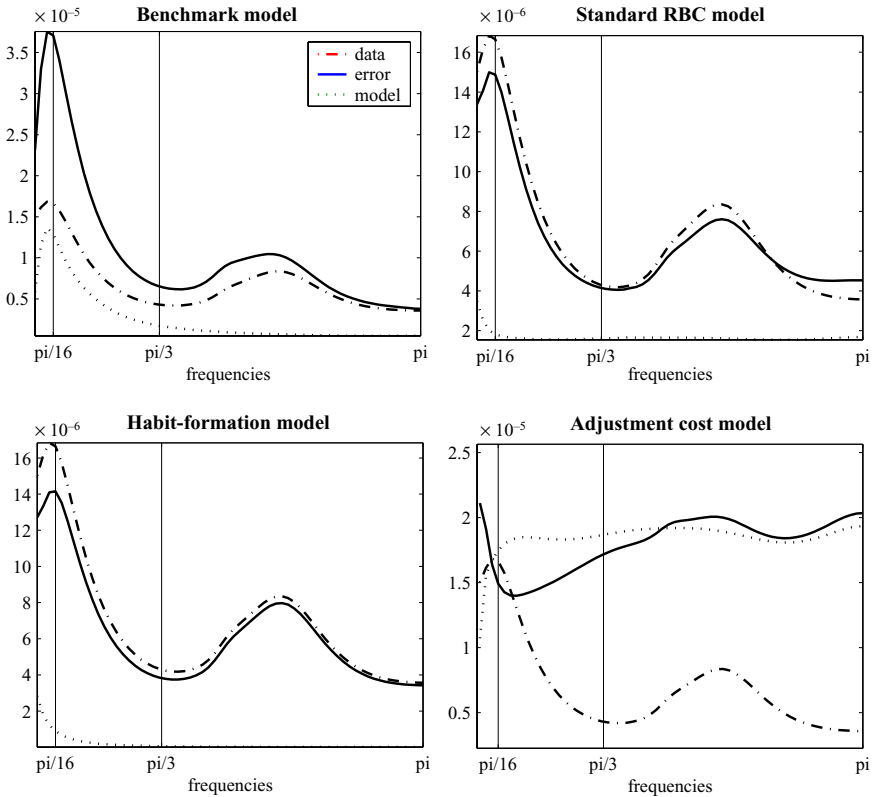 Benchmark model
× 10⁻⁵
3.5
3
2.5
2
1.5
1
0.5
data
error
model
pi/16
pi/3
pi
frequencies
Standard RBC model
× 10⁻⁶
16
14
12
10
8
6
4
2
pi/16
pi/3
pi
frequencies
Habit-formation model
× 10⁻⁶
16
14
12
10
8
6
4
2
pi/16
pi/3
pi
frequencies
Adjustment cost model
× 10⁻⁵
2.5
2
1.5
1
0.5
pi/16
pi/3
pi
frequencies